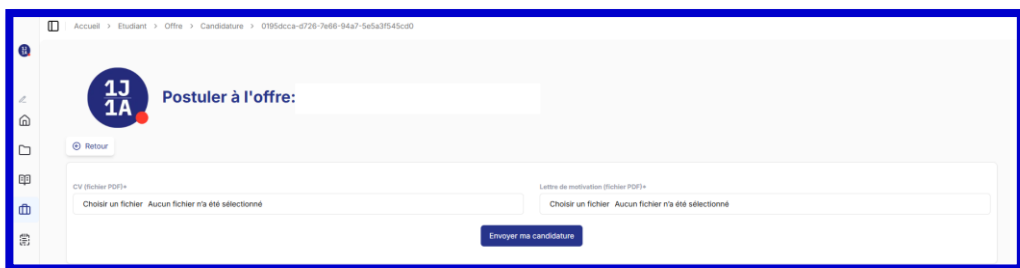 Accueil > Etudiant > Offre > Candidature > 0195dcca-d726-7e66-94a7-5e5a3f545cd0
1J
1A
Postuler à l'offre:
Retour
CV (fichier PDF)*
Lettre de motivation (fichier PDF)*
Choisir un fichier Aucun fichier n'a été sélectionné
Choisir un fichier Aucun fichier n'a été sélectionné
Envoyer ma candidature